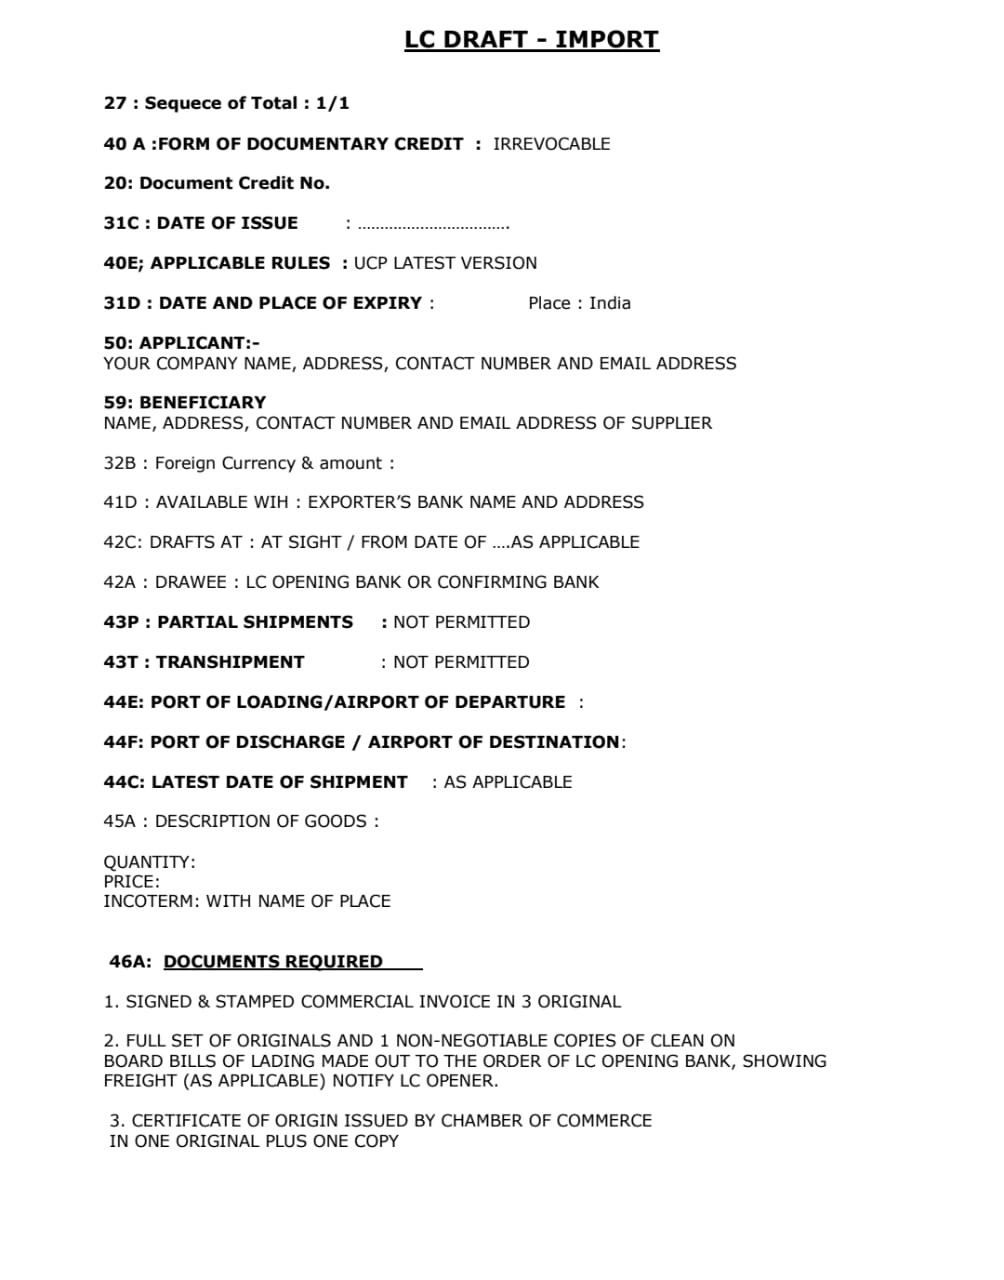 LC DRAFT - IMPORT
27 : Sequece of Total : 1/1
40 A :FORM OF DOCUMENTARY CREDIT : IRREVOCABLE
20: Document Credit No.
31C : DATE OF ISSUE : ……………………………..
40E; APPLICABLE RULES : UCP LATEST VERSION
31D : DATE AND PLACE OF EXPIRY : Place : India
50: APPLICANT:-
YOUR COMPANY NAME, ADDRESS, CONTACT NUMBER AND EMAIL ADDRESS
59: BENEFICIARY
NAME, ADDRESS, CONTACT NUMBER AND EMAIL ADDRESS OF SUPPLIER
32B : Foreign Currency & amount :
41D : AVAILABLE WIH : EXPORTER’S BANK NAME AND ADDRESS
42C: DRAFTS AT : AT SIGHT / FROM DATE OF ….AS APPLICABLE
42A : DRAWEE : LC OPENING BANK OR CONFIRMING BANK
43P : PARTIAL SHIPMENTS : NOT PERMITTED
43T : TRANSHIPMENT : NOT PERMITTED
44E: PORT OF LOADING/AIRPORT OF DEPARTURE :
44F: PORT OF DISCHARGE / AIRPORT OF DESTINATION:
44C: LATEST DATE OF SHIPMENT : AS APPLICABLE
45A : DESCRIPTION OF GOODS :
QUANTITY:
PRICE:
INCOTERM: WITH NAME OF PLACE
46A: DOCUMENTS REQUIRED
1. SIGNED & STAMPED COMMERCIAL INVOICE IN 3 ORIGINAL
2. FULL SET OF ORIGINALS AND 1 NON-NEGOTIABLE COPIES OF CLEAN ON
BOARD BILLS OF LADING MADE OUT TO THE ORDER OF LC OPENING BANK, SHOWING
FREIGHT (AS APPLICABLE) NOTIFY LC OPENER.
3. CERTIFICATE OF ORIGIN ISSUED BY CHAMBER OF COMMERCE
IN ONE ORIGINAL PLUS ONE COPY